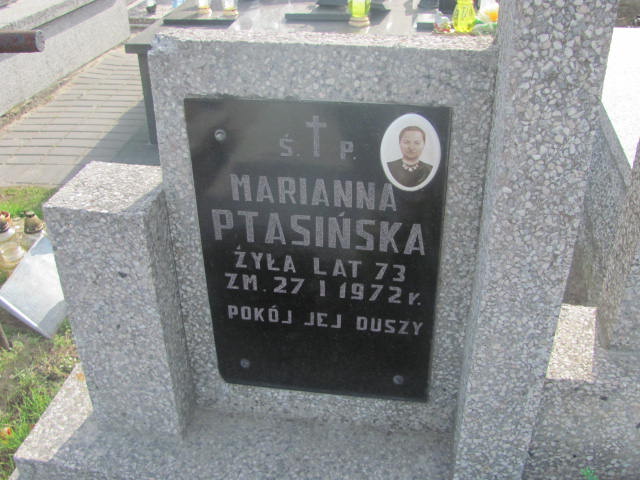 Ś. P.
MARIANNA
PTASIŃSKA
ŻYŁA LAT 73
ZM. 27 I 1972 r.
POKÓJ JEJ DUSZY